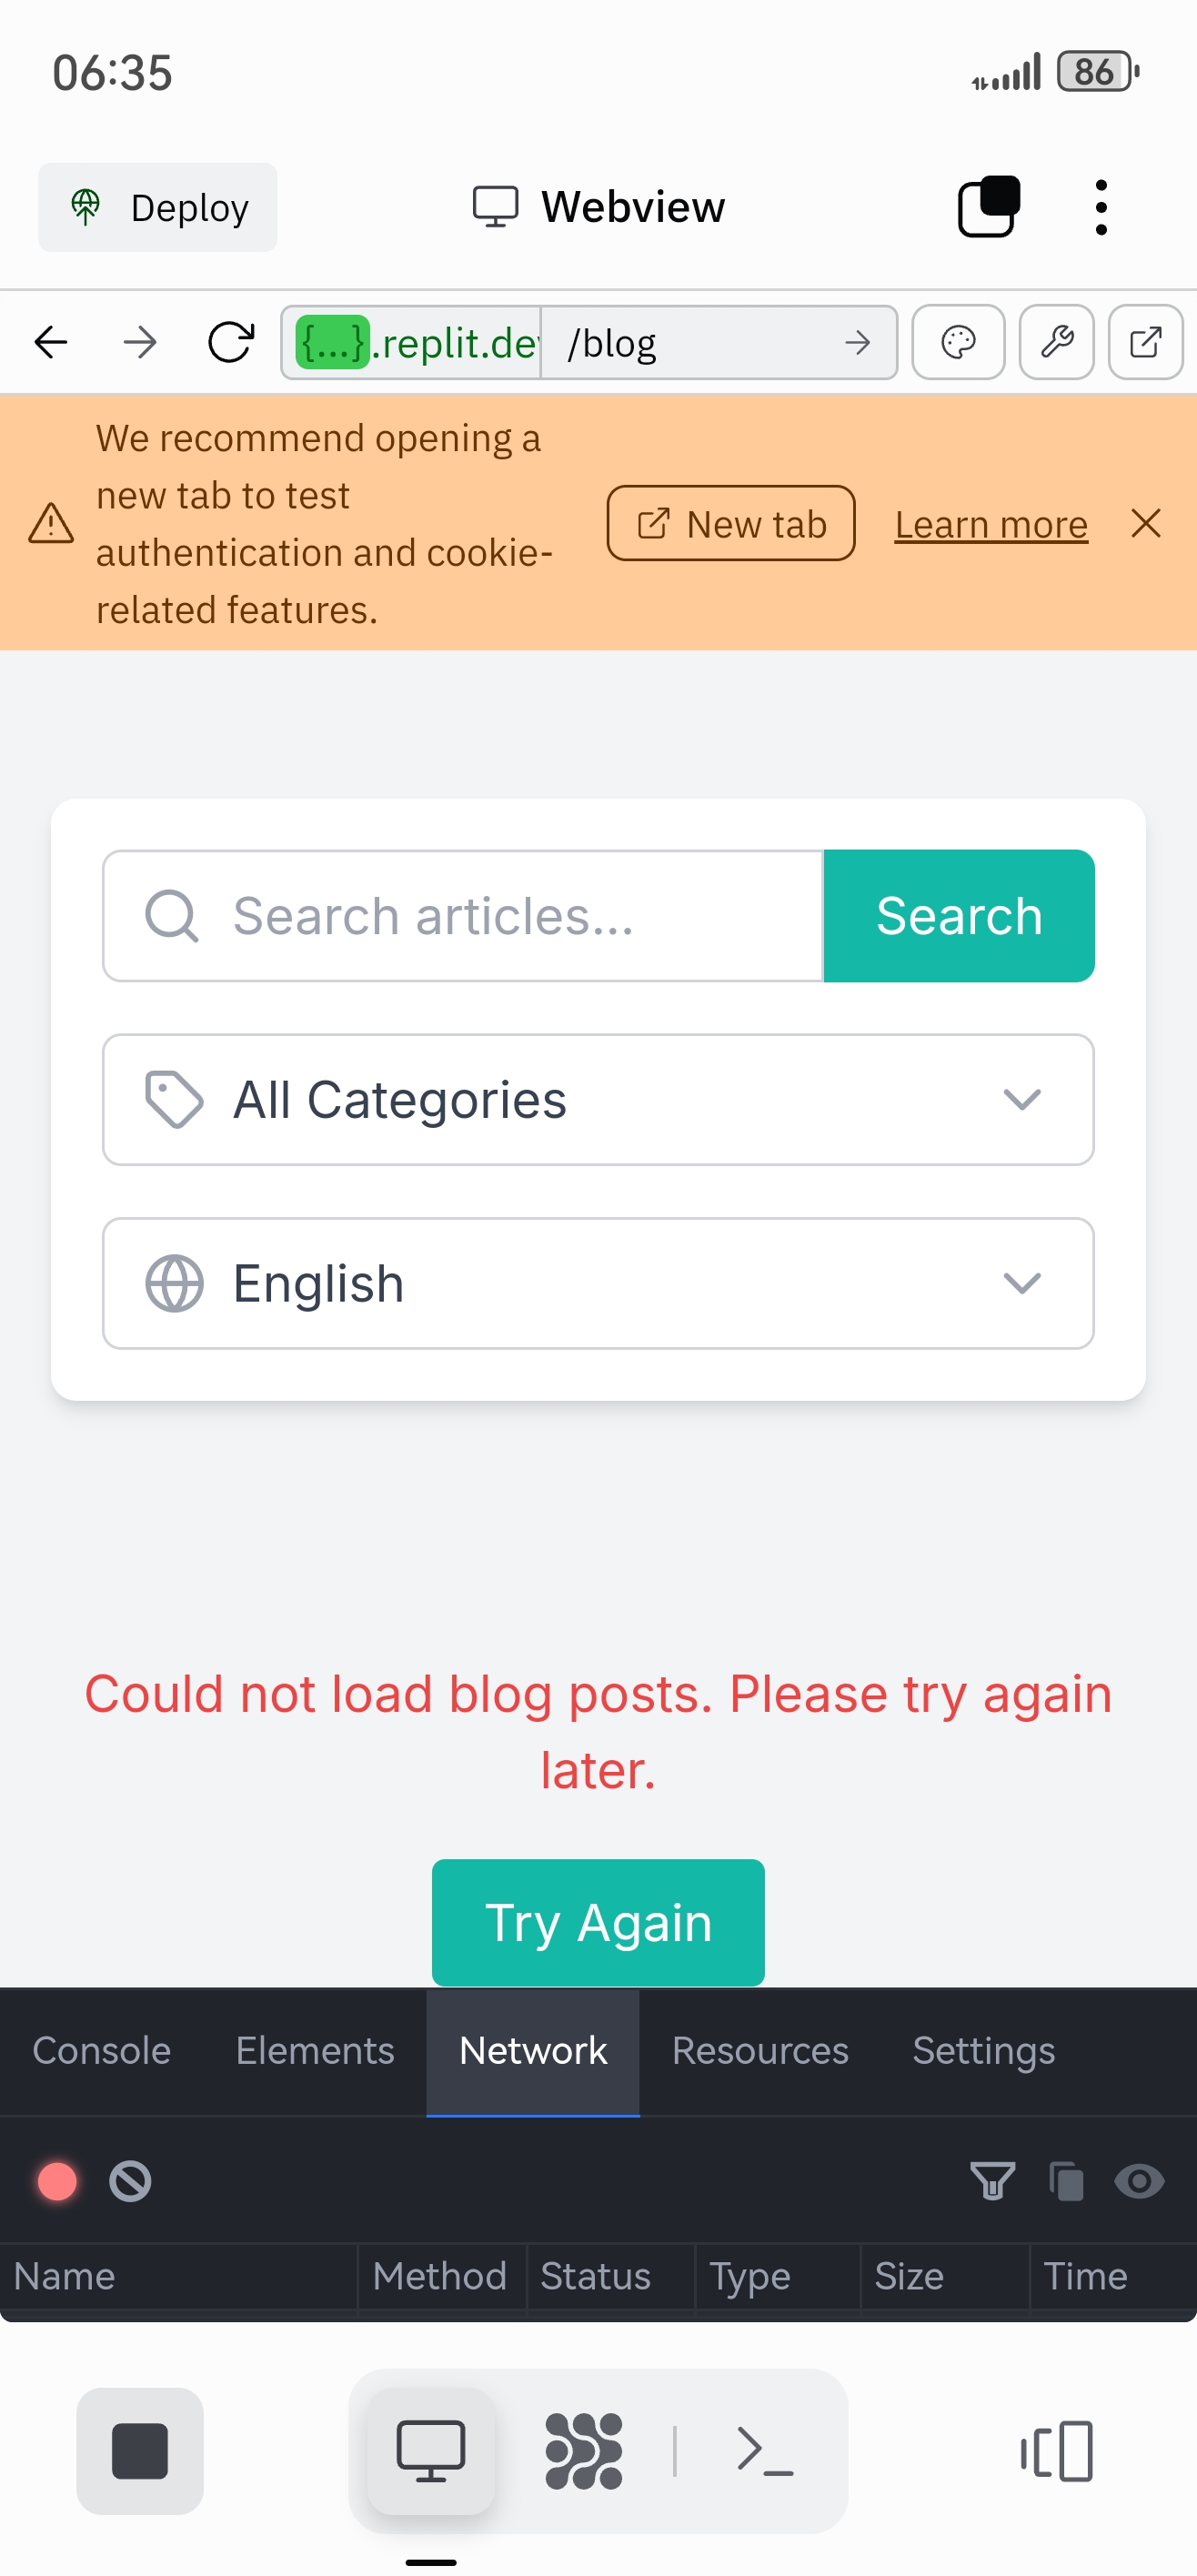 06:35
86
Deploy
Webview
{...}.replit.de
/blog
We recommend opening a
new tab to test
authentication and cookie-
related features.
New tab
Learn more
Search articles...
Search
All Categories
English
Could not load blog posts. Please try again
later.
Try Again
Console Elements Network Resources Settings
Name Method Status Type Size Time